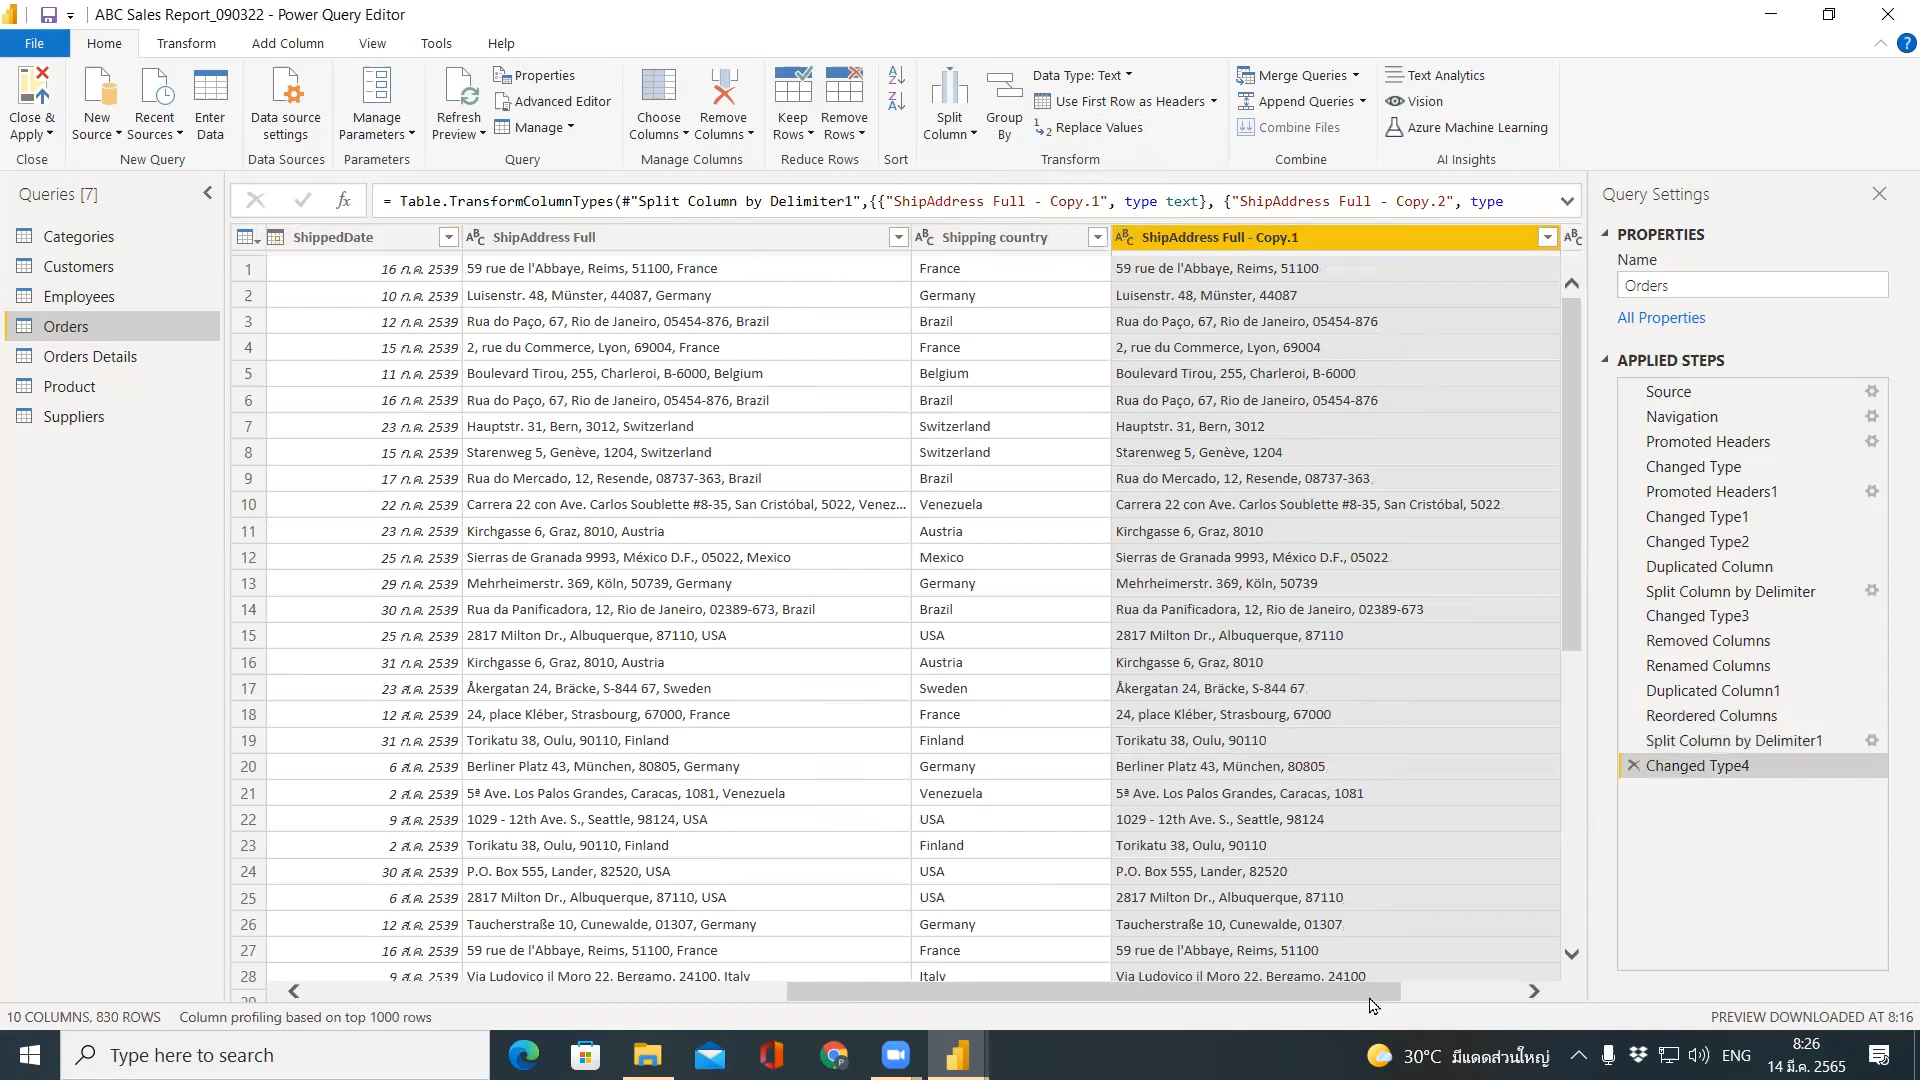 ABC Sales Report_090322 - Power Query Editor
File Home Transform Add Column View Tools Help
Close & Apply
Close
New Source
Recent Sources
Enter Data
New Query
Data source settings
Data Sources
Manage Parameters
Parameters
Refresh Preview
Properties
Advanced Editor
Manage
Query
Choose Columns
Remove Columns
Manage Columns
Keep Rows
Remove Rows
Reduce Rows
Sort
Split Column
Group By
Data Type: Text
Use First Row as Headers
Replace Values
Transform
Merge Queries
Append Queries
Combine Files
Combine
Text Analytics
Vision
Azure Machine Learning
AI Insights
Queries [7]
Categories
Customers
Employees
Orders
Orders Details
Product
Suppliers
= Table.TransformColumnTypes(#"Split Column by Delimiter1",{{"ShipAddress Full - Copy.1", type text}, {"ShipAddress Full - Copy.2", type
ShippedDate ShipAddress Full Shipping country ShipAddress Full - Copy.1
1 16 ก.ค. 2539 59 rue de l'Abbaye, Reims, 51100, France France 59 rue de l'Abbaye, Reims, 51100
2 10 ก.ค. 2539 Luisenstr. 48, Münster, 44087, Germany Germany Luisenstr. 48, Münster, 44087
3 12 ก.ค. 2539 Rua do Paço, 67, Rio de Janeiro, 05454-876, Brazil Brazil Rua do Paço, 67, Rio de Janeiro, 05454-876
4 15 ก.ค. 2539 2, rue du Commerce, Lyon, 69004, France France 2, rue du Commerce, Lyon, 69004
5 11 ก.ค. 2539 Boulevard Tirou, 255, Charleroi, B-6000, Belgium Belgium Boulevard Tirou, 255, Charleroi, B-6000
6 16 ก.ค. 2539 Rua do Paço, 67, Rio de Janeiro, 05454-876, Brazil Brazil Rua do Paço, 67, Rio de Janeiro, 05454-876
7 23 ก.ค. 2539 Hauptstr. 31, Bern, 3012, Switzerland Switzerland Hauptstr. 31, Bern, 3012
8 15 ก.ค. 2539 Starenweg 5, Genève, 1204, Switzerland Switzerland Starenweg 5, Genève, 1204
9 17 ก.ค. 2539 Rua do Mercado, 12, Resende, 08737-363, Brazil Brazil Rua do Mercado, 12, Resende, 08737-363
10 22 ก.ค. 2539 Carrera 22 con Ave. Carlos Soublette #8-35, San Cristóbal, 5022, Venez... Venezuela Carrera 22 con Ave. Carlos Soublette #8-35, San Cristóbal, 5022
11 23 ก.ค. 2539 Kirchgasse 6, Graz, 8010, Austria Austria Kirchgasse 6, Graz, 8010
12 25 ก.ค. 2539 Sierras de Granada 9993, México D.F., 05022, Mexico Mexico Sierras de Granada 9993, México D.F., 05022
13 29 ก.ค. 2539 Mehrheimerstr. 369, Köln, 50739, Germany Germany Mehrheimerstr. 369, Köln, 50739
14 30 ก.ค. 2539 Rua da Panificadora, 12, Rio de Janeiro, 02389-673, Brazil Brazil Rua da Panificadora, 12, Rio de Janeiro, 02389-673
15 25 ก.ค. 2539 2817 Milton Dr., Albuquerque, 87110, USA USA 2817 Milton Dr., Albuquerque, 87110
16 31 ก.ค. 2539 Kirchgasse 6, Graz, 8010, Austria Austria Kirchgasse 6, Graz, 8010
17 23 ส.ค. 2539 Åkergatan 24, Bräcke, S-844 67, Sweden Sweden Åkergatan 24, Bräcke, S-844 67
18 12 ส.ค. 2539 24, place Kléber, Strasbourg, 67000, France France 24, place Kléber, Strasbourg, 67000
19 31 ก.ค. 2539 Torikatu 38, Oulu, 90110, Finland Finland Torikatu 38, Oulu, 90110
20 6 ส.ค. 2539 Berliner Platz 43, München, 80805, Germany Germany Berliner Platz 43, München, 80805
21 2 ส.ค. 2539 5ª Ave. Los Palos Grandes, Caracas, 1081, Venezuela Venezuela 5ª Ave. Los Palos Grandes, Caracas, 1081
22 9 ส.ค. 2539 1029 - 12th Ave. S., Seattle, 98124, USA USA 1029 - 12th Ave. S., Seattle, 98124
23 2 ส.ค. 2539 Torikatu 38, Oulu, 90110, Finland Finland Torikatu 38, Oulu, 90110
24 30 ส.ค. 2539 P.O. Box 555, Lander, 82520, USA USA P.O. Box 555, Lander, 82520
25 6 ส.ค. 2539 2817 Milton Dr., Albuquerque, 87110, USA USA 2817 Milton Dr., Albuquerque, 87110
26 12 ส.ค. 2539 Taucherstraße 10, Cunewalde, 01307, Germany Germany Taucherstraße 10, Cunewalde, 01307
27 16 ส.ค. 2539 59 rue de l'Abbaye, Reims, 51100, France France 59 rue de l'Abbaye, Reims, 51100
28 9 ส.ค. 2539 Via Ludovico il Moro 22, Bergamo, 24100, Italy Italy Via Ludovico il Moro 22, Bergamo, 24100
29
Query Settings
PROPERTIES
Name
Orders
All Properties
APPLIED STEPS
Source
Navigation
Promoted Headers
Changed Type
Promoted Headers1
Changed Type1
Changed Type2
Duplicated Column
Split Column by Delimiter
Changed Type3
Removed Columns
Renamed Columns
Duplicated Column1
Reordered Columns
Split Column by Delimiter1
Changed Type4
10 COLUMNS, 830 ROWS Column profiling based on top 1000 rows PREVIEW DOWNLOADED AT 8:16
Type here to search
30°C มีแดดส่วนใหญ่
ENG
8:26
14 มี.ค. 2565